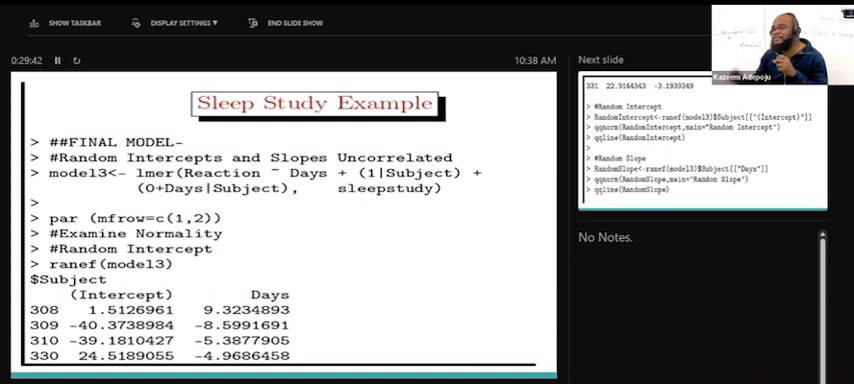 SHOW TASKBAR
DISPLAY SETTINGS ▼
END SLIDE SHOW
0:29:42
10:38 AM
Sleep Study Example
> ##FINAL MODEL-
> #Random Intercepts and Slopes Uncorrelated
> model3<- lmer(Reaction ~ Days + (1|Subject) +
(0+Days|Subject), sleepstudy)
>
> par (mfrow=c(1,2))
> #Examine Normality
> #Random Intercept
> ranef(model3)
$Subject
(Intercept) Days
308 1.5126961 9.3234893
309 -40.3738984 -8.5991691
310 -39.1810427 -5.3877905
330 24.5189055 -4.9686458
Next slide
331 22.9144343 -3.1939349
> #Random Intercept
> RandomIntercept<-ranef(model3)$Subject[["(Intercept)"]]
> qqnorm(RandomIntercept,main="Random Intercept")
> qqline(RandomIntercept)
>
> #Random Slope
> RandomSlope<-ranef(model3)$Subject[["Days"]]
> qqnorm(RandomSlope,main="Random Slope")
> qqline(RandomSlope)
No Notes.
Kazeem Adepoju